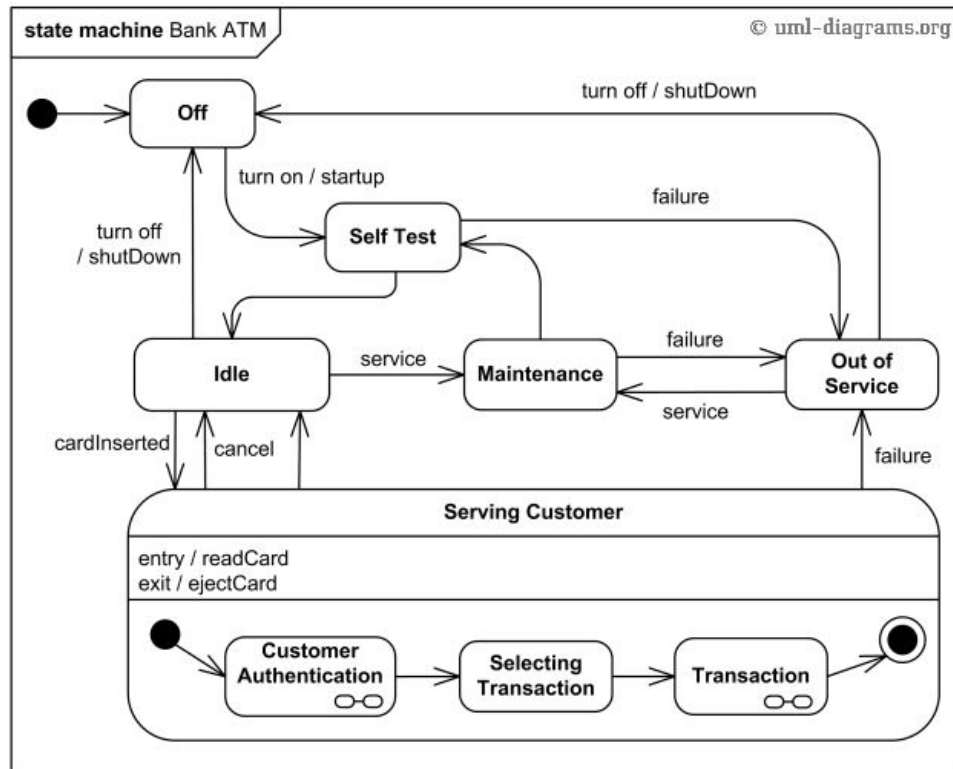 state machine Bank ATM
© uml-diagrams.org
Off
turn off / shutDown
turn on / startup
failure
Self Test
turn off
/ shutDown
Idle
service
Maintenance
failure
service
Out of
Service
cardInserted
cancel
failure
Serving Customer
entry / readCard
exit / ejectCard
Customer
Authentication
Selecting
Transaction
Transaction